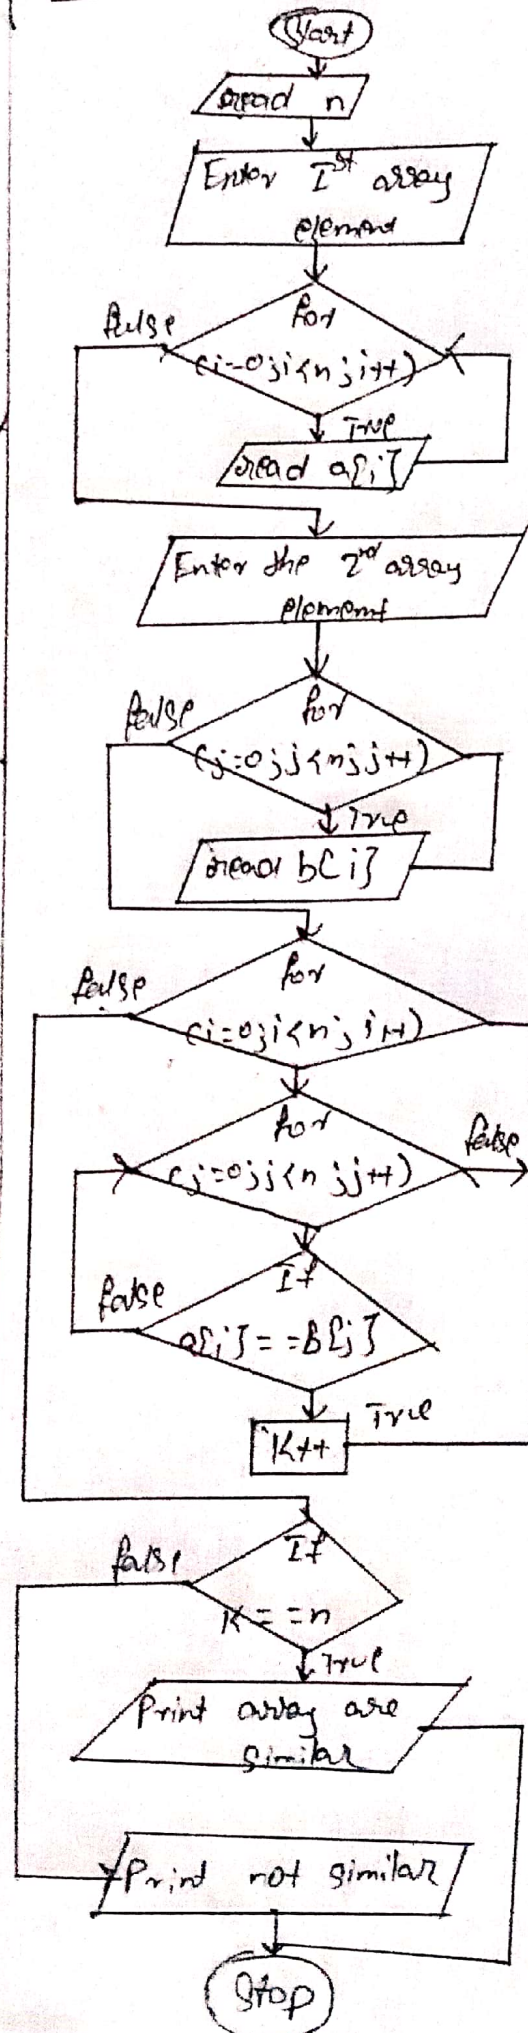 Start
read n
Enter Ist array
element
false
for
(i=0;i<n;i++)
True
read a[i]
Enter the 2nd array
element
false
for
(j=0;j<n;j++)
True
read b[i]
false
for
(i=0;i<n;i++)
for
false
(j=0;j<n;j++)
If
false
a[i]==B[j]
True
K++
If
false
K==n
True
Print array are
similar
Print not similar
Stop